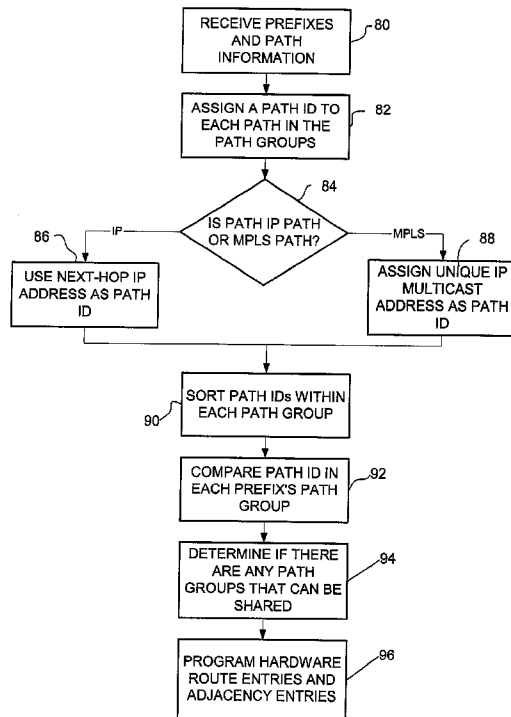 RECEIVE PREFIXES
AND PATH
INFORMATION
80
ASSIGN A PATH ID TO
EACH PATH IN THE
PATH GROUPS
82
84
IS PATH IP PATH
OR MPLS PATH?
IP
MPLS
86
USE NEXT-HOP IP
ADDRESS AS PATH
ID
88
ASSIGN UNIQUE IP
MULTICAST
ADDRESS AS PATH
ID
SORT PATH IDs WITHIN
EACH PATH GROUP
90
COMPARE PATH ID IN
EACH PREFIX'S PATH
GROUP
92
DETERMINE IF THERE
ARE ANY PATH
GROUPS THAT CAN BE
SHARED
94
PROGRAM HARDWARE
ROUTE ENTRIES AND
ADJACENCY ENTRIES
96